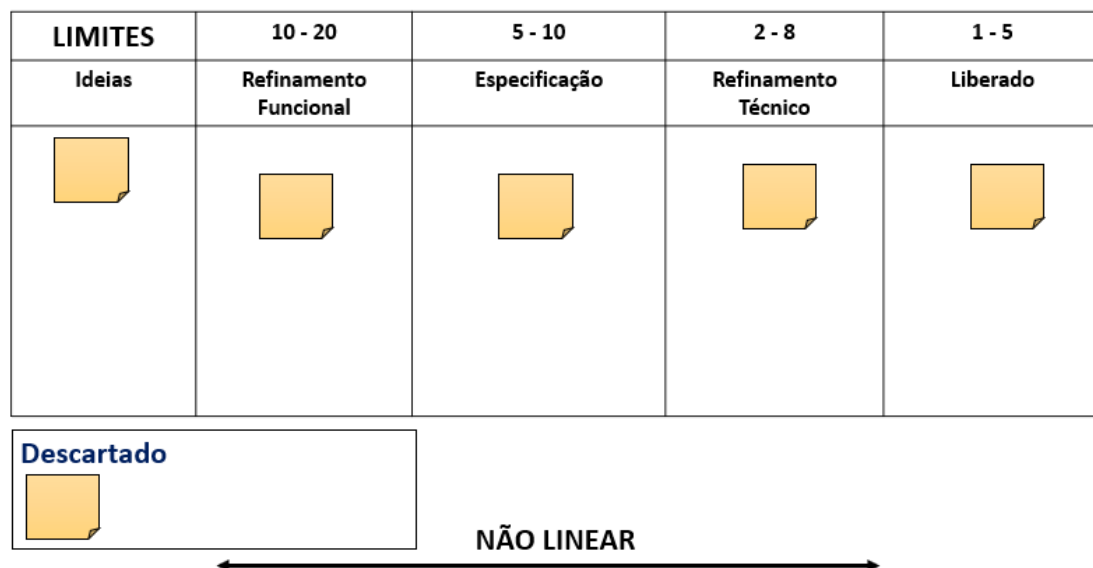 LIMITES
10 - 20
5 - 10
2 - 8
1 - 5
Ideias
Refinamento
Funcional
Especificação
Refinamento
Técnico
Liberado
Descartado
NÃO LINEAR